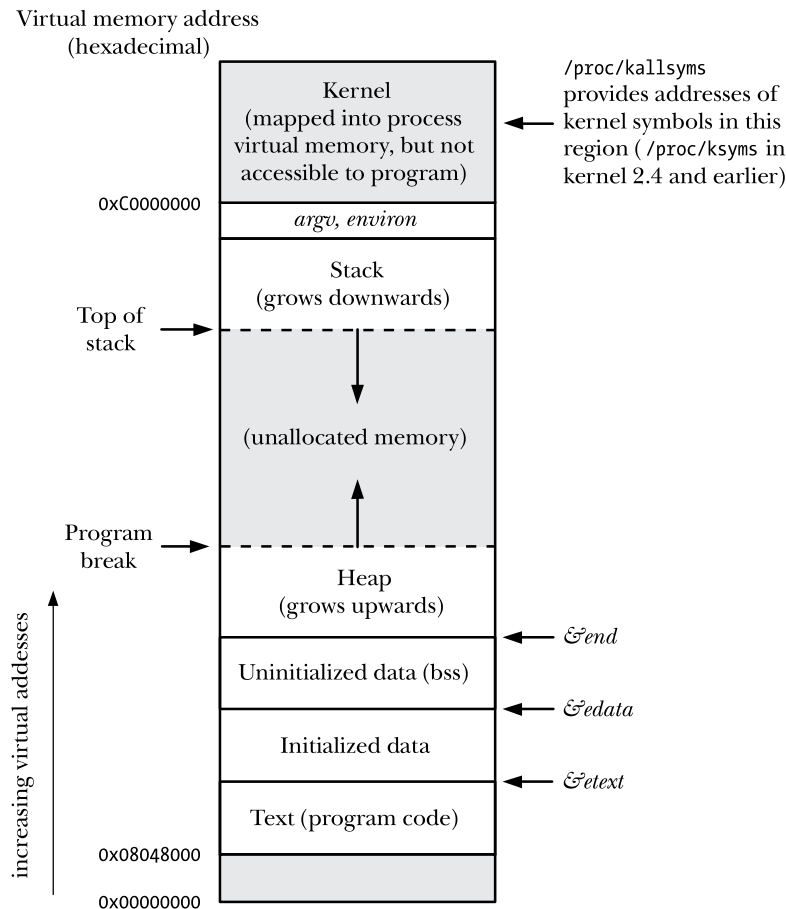 Virtual memory address
(hexadecimal)
/proc/kallsyms
provides addresses of
kernel symbols in this
region ( /proc/ksyms in
kernel 2.4 and earlier)
Kernel
(mapped into process
virtual memory, but not
accessible to program)
0xC0000000
argv, environ
Stack
(grows downwards)
Top of
stack
(unallocated memory)
Program
break
Heap
(grows upwards)
&end
Uninitialized data (bss)
&edata
Initialized data
&etext
Text (program code)
0x08048000
0x00000000
increasing virtual addesses